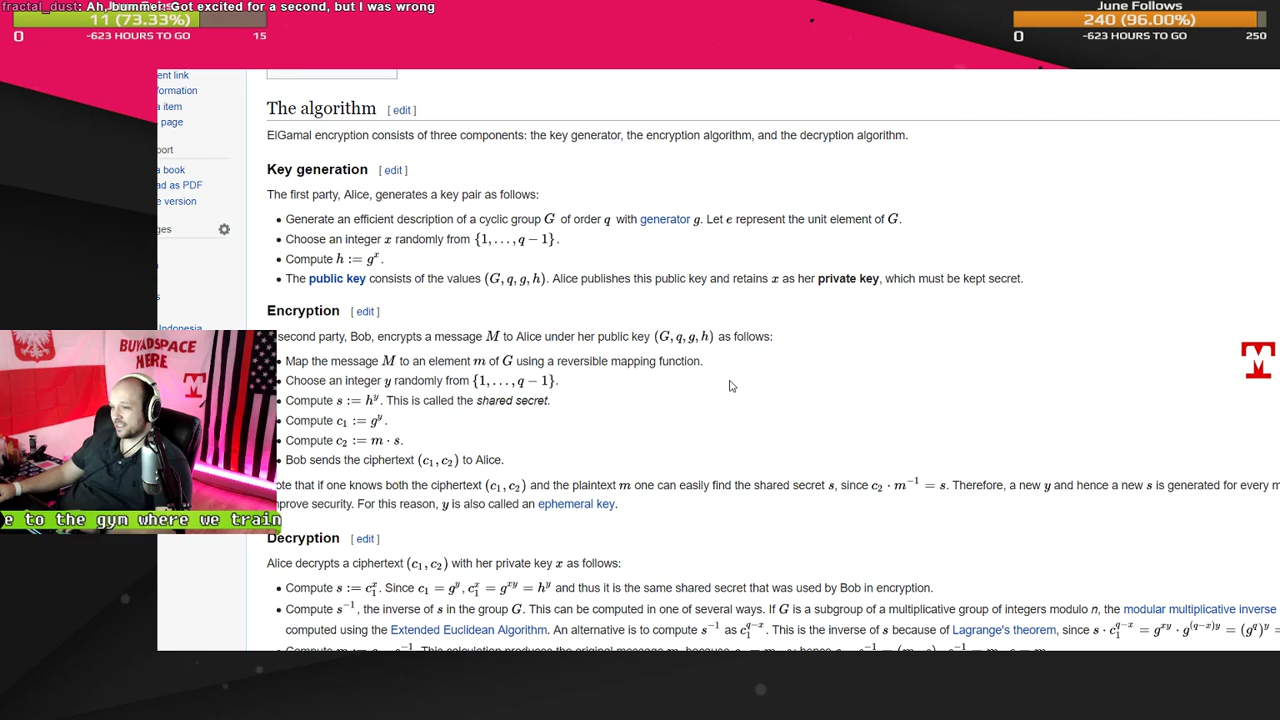 fractal_dust: Ah, bummer. Got excited for a second, but I was wrong
11 (73.33%)
0 -623 HOURS TO GO 15
June Follows
240 (96.00%)
0 -623 HOURS TO GO 250
ent link
formation
a item
page
port
a book
ad as PDF
e version
ges
s
Indonesia
The algorithm [ edit ]
ElGamal encryption consists of three components: the key generator, the encryption algorithm, and the decryption algorithm.
Key generation [ edit ]
The first party, Alice, generates a key pair as follows:
• Generate an efficient description of a cyclic group G of order q with generator g. Let e represent the unit element of G.
• Choose an integer x randomly from {1, . . . , q − 1}.
• Compute h := g^x.
• The public key consists of the values (G, q, g, h). Alice publishes this public key and retains x as her private key, which must be kept secret.
Encryption [ edit ]
second party, Bob, encrypts a message M to Alice under her public key (G, q, g, h) as follows:
Map the message M to an element m of G using a reversible mapping function.
• Choose an integer y randomly from {1, . . . , q − 1}.
• Compute s := h^y. This is called the shared secret.
• Compute c₁ := g^y.
• Compute c₂ := m · s.
• Bob sends the ciphertext (c₁, c₂) to Alice.
ote that if one knows both the ciphertext (c₁, c₂) and the plaintext m one can easily find the shared secret s, since c₂ · m⁻¹ = s. Therefore, a new y and hence a new s is generated for every m
prove security. For this reason, y is also called an ephemeral key.
Decryption [ edit ]
Alice decrypts a ciphertext (c₁, c₂) with her private key x as follows:
• Compute s := c₁^x. Since c₁ = g^y, c₁^x = g^xy = h^y and thus it is the same shared secret that was used by Bob in encryption.
• Compute s⁻¹, the inverse of s in the group G. This can be computed in one of several ways. If G is a subgroup of a multiplicative group of integers modulo n, the modular multiplicative inverse
computed using the Extended Euclidean Algorithm. An alternative is to compute s⁻¹ as c₁^(q−x). This is the inverse of s because of Lagrange's theorem, since s · c₁^(q−x) = g^xy · g^(q−x)y = (g^q)^y =
BUY ADSPACE
HERE
e to the gym where we train
M